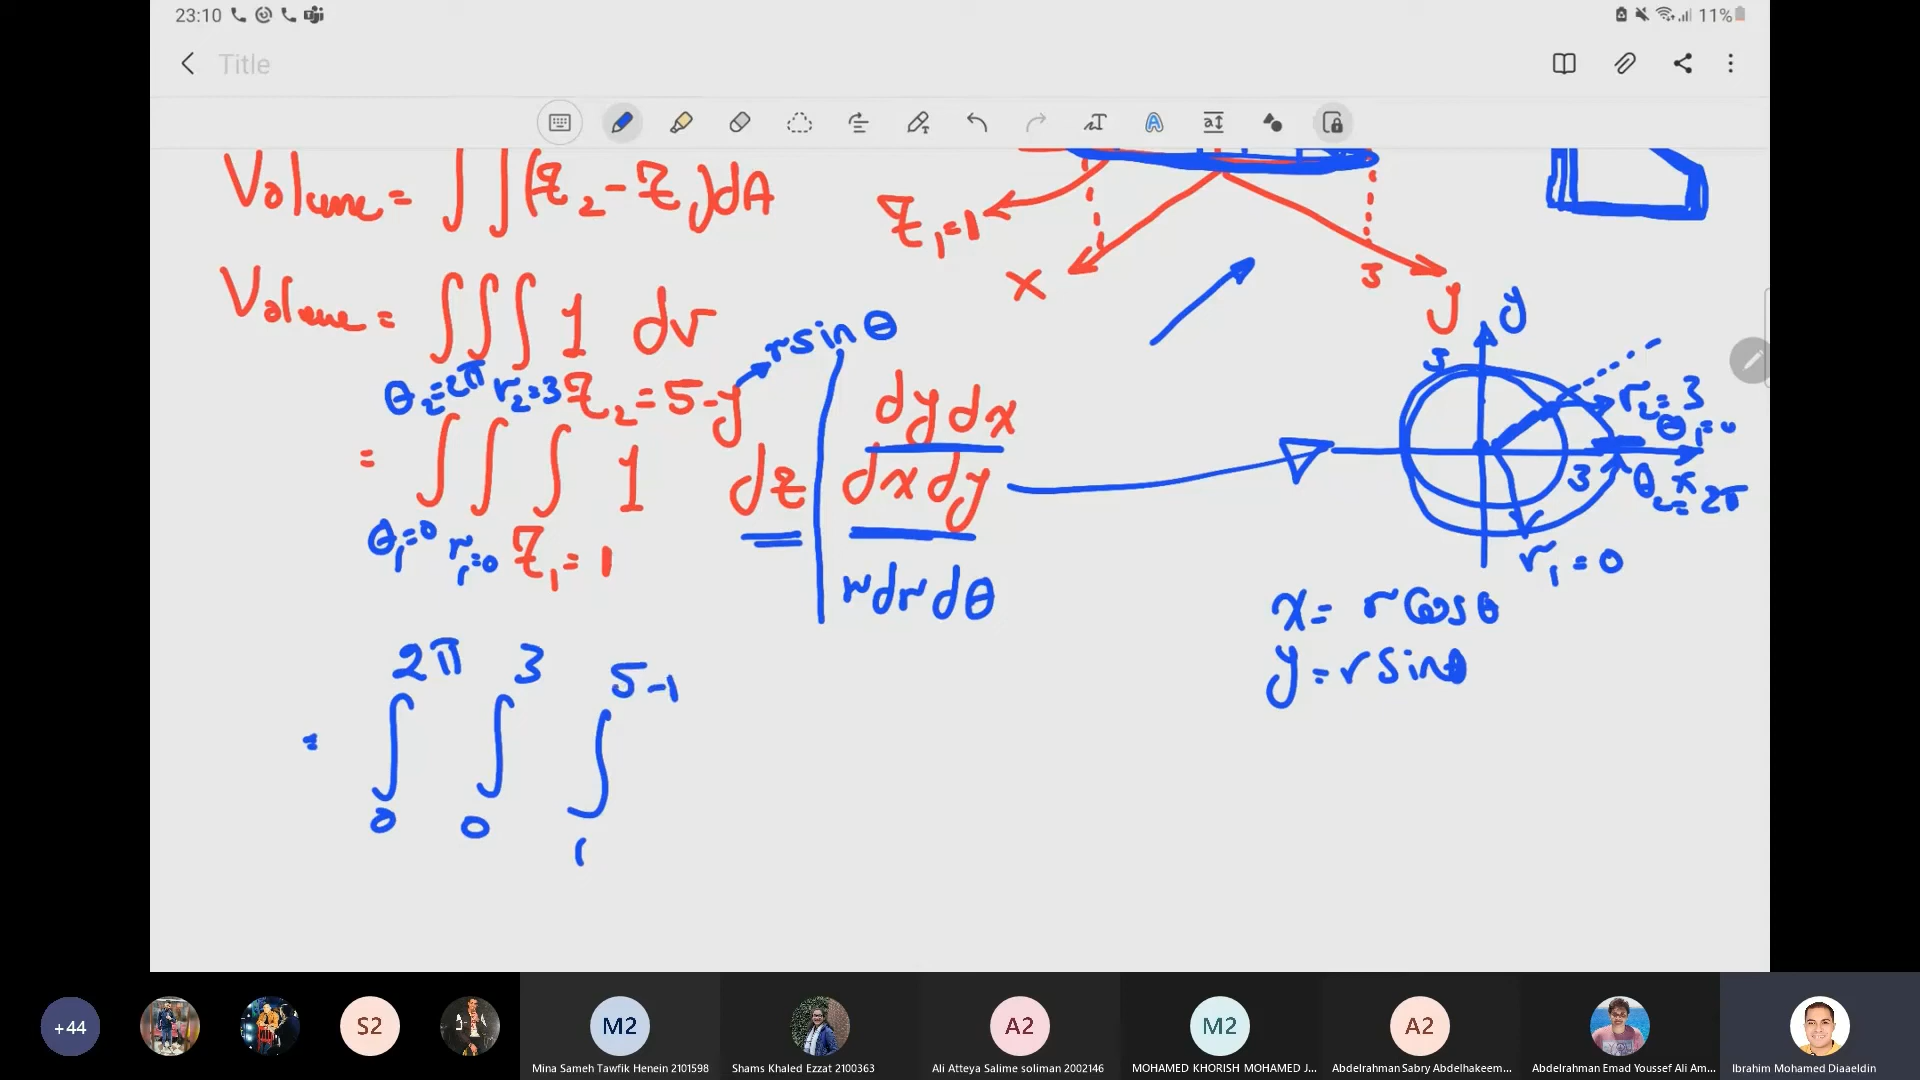 23:10
11%
Title
Volume = ∫∫(z₂-z₁)dA
z₁=1
x
3
y
Volume = ∫∫∫ 1 dv
rsinθ
θ₂=2π r₂=3 z₂=5-y
dydx
= ∫∫∫ 1 dz dxdy
θ₁=0 r₁=0 z₁=1
rdrdθ
y
3
r₂=3
θ₁=0
3 x
θ₂=2π
r₁=0
x= rcosθ
y=rsinθ
2π 3 5-1
= ∫ ∫ ∫
0 0 1
+44
S2
M2
A2
M2
A2
Mina Sameh Tawfik Henein 2101598
Shams Khaled Ezzat 2100363
Ali Atteya Salime soliman 2002146
MOHAMED KHORISH MOHAMED J...
Abdelrahman Sabry Abdelhakeem...
Abdelrahman Emad Youssef Ali Am...
Ibrahim Mohamed Diaaeldin